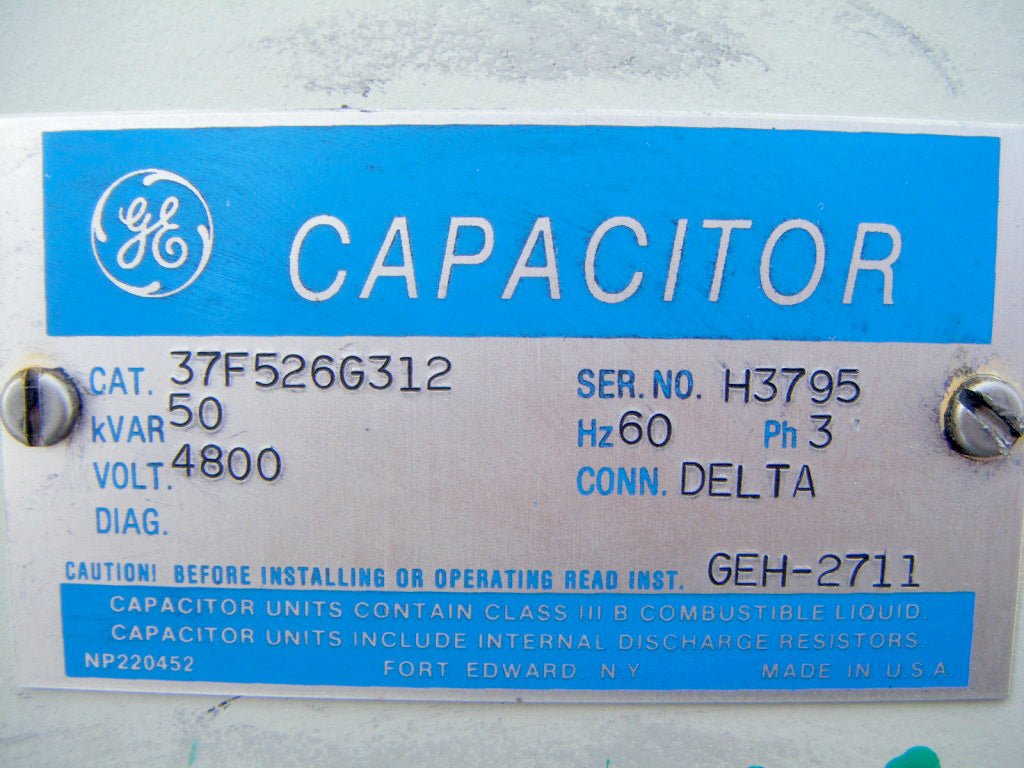 GE CAPACITOR
CAT. 37F526G312 SER. NO. H3795
kVAR 50 Hz 60 Ph 3
VOLT. 4800 CONN. DELTA
DIAG.
CAUTION! BEFORE INSTALLING OR OPERATING READ INST. GEH-2711
CAPACITOR UNITS CONTAIN CLASS III B COMBUSTIBLE LIQUID.
CAPACITOR UNITS INCLUDE INTERNAL DISCHARGE RESISTORS.
NP220452 FORT EDWARD. N.Y. MADE IN U.S.A.